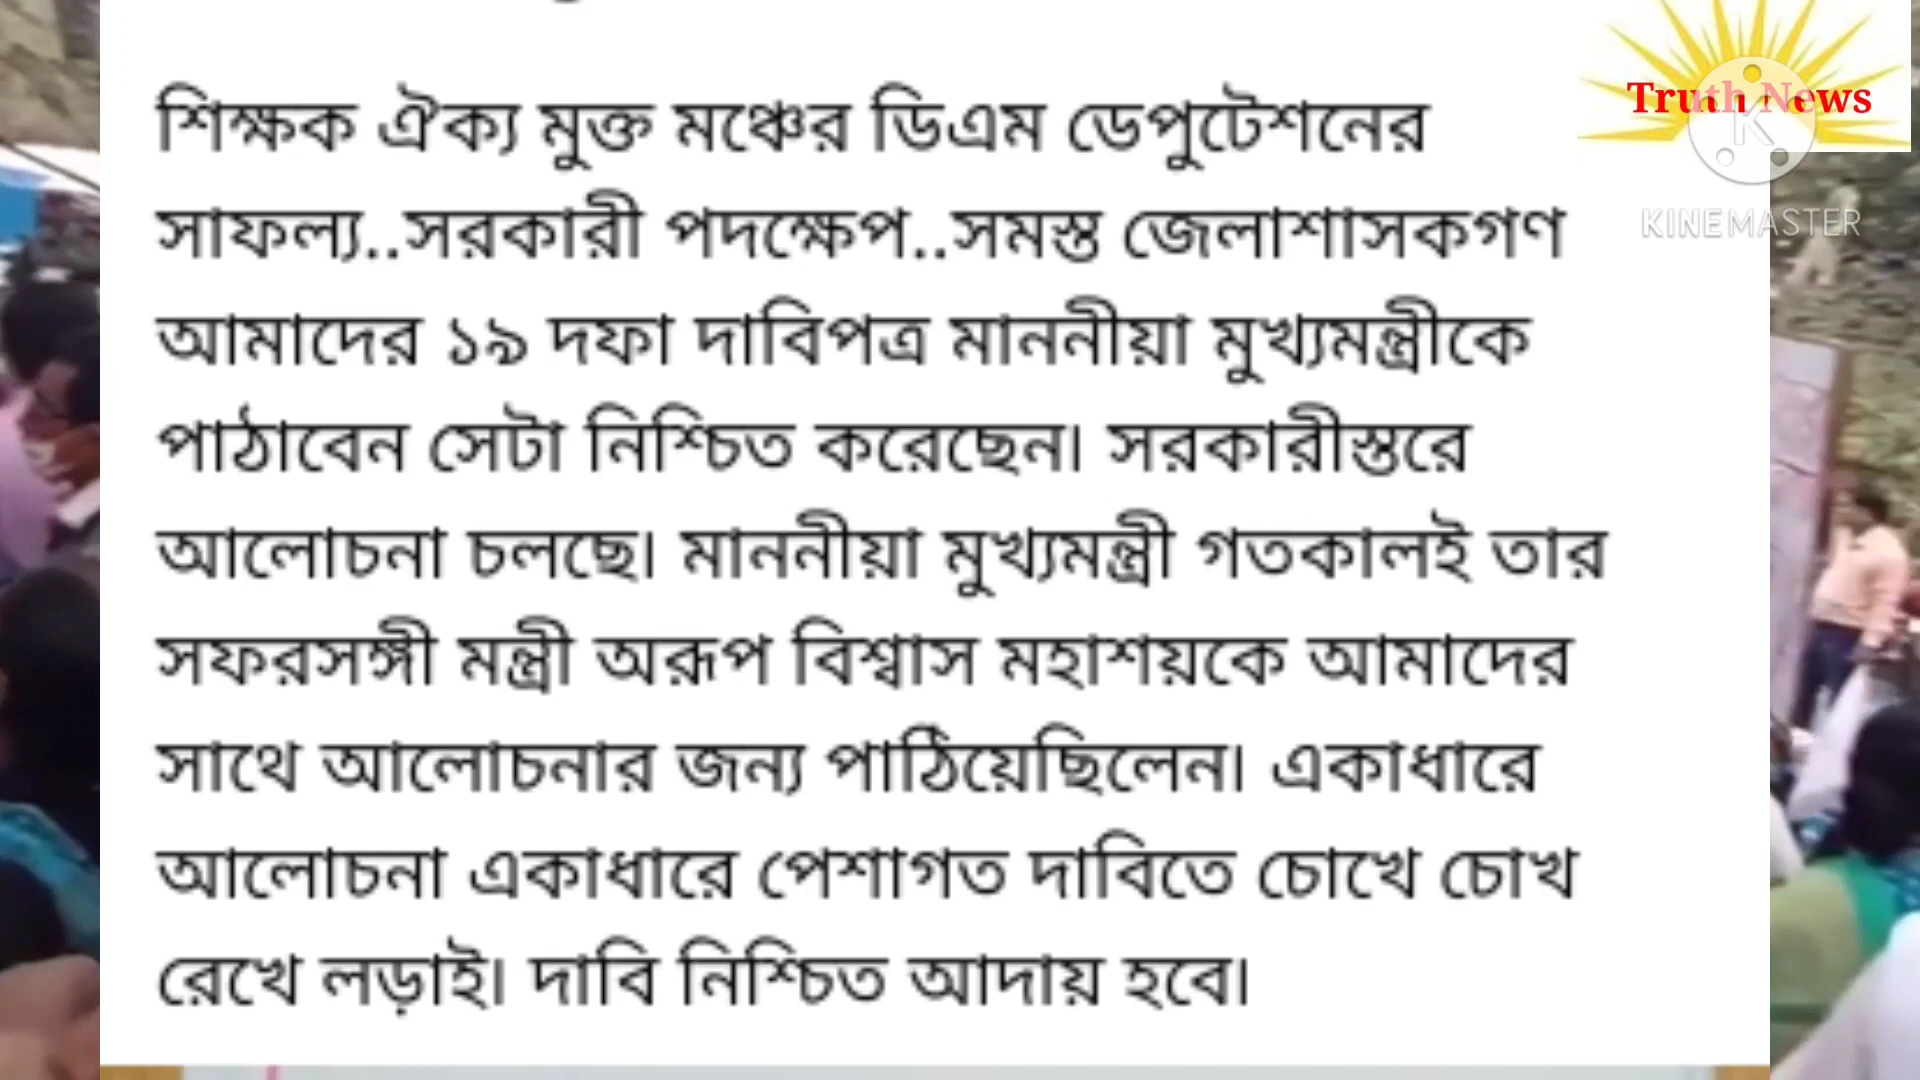 শিক্ষক ঐক্য মুক্ত মঞ্চের ডিএম ডেপুটেশনের
সাফল্য..সরকারী পদক্ষেপ..সমস্ত জেলাশাসকগণ
আমাদের ১৯ দফা দাবিপত্র মাননীয়া মুখ্যমন্ত্রীকে
পাঠাবেন সেটা নিশ্চিত করেছেন। সরকারীস্তরে
আলোচনা চলছে। মাননীয়া মুখ্যমন্ত্রী গতকালই তার
সফরসঙ্গী মন্ত্রী অরূপ বিশ্বাস মহাশয়কে আমাদের
সাথে আলোচনার জন্য পাঠিয়েছিলেন। একাধারে
আলোচনা একাধারে পেশাগত দাবিতে চোখে চোখ
রেখে লড়াই। দাবি নিশ্চিত আদায় হবে।
Truth News
K
KINEMASTER